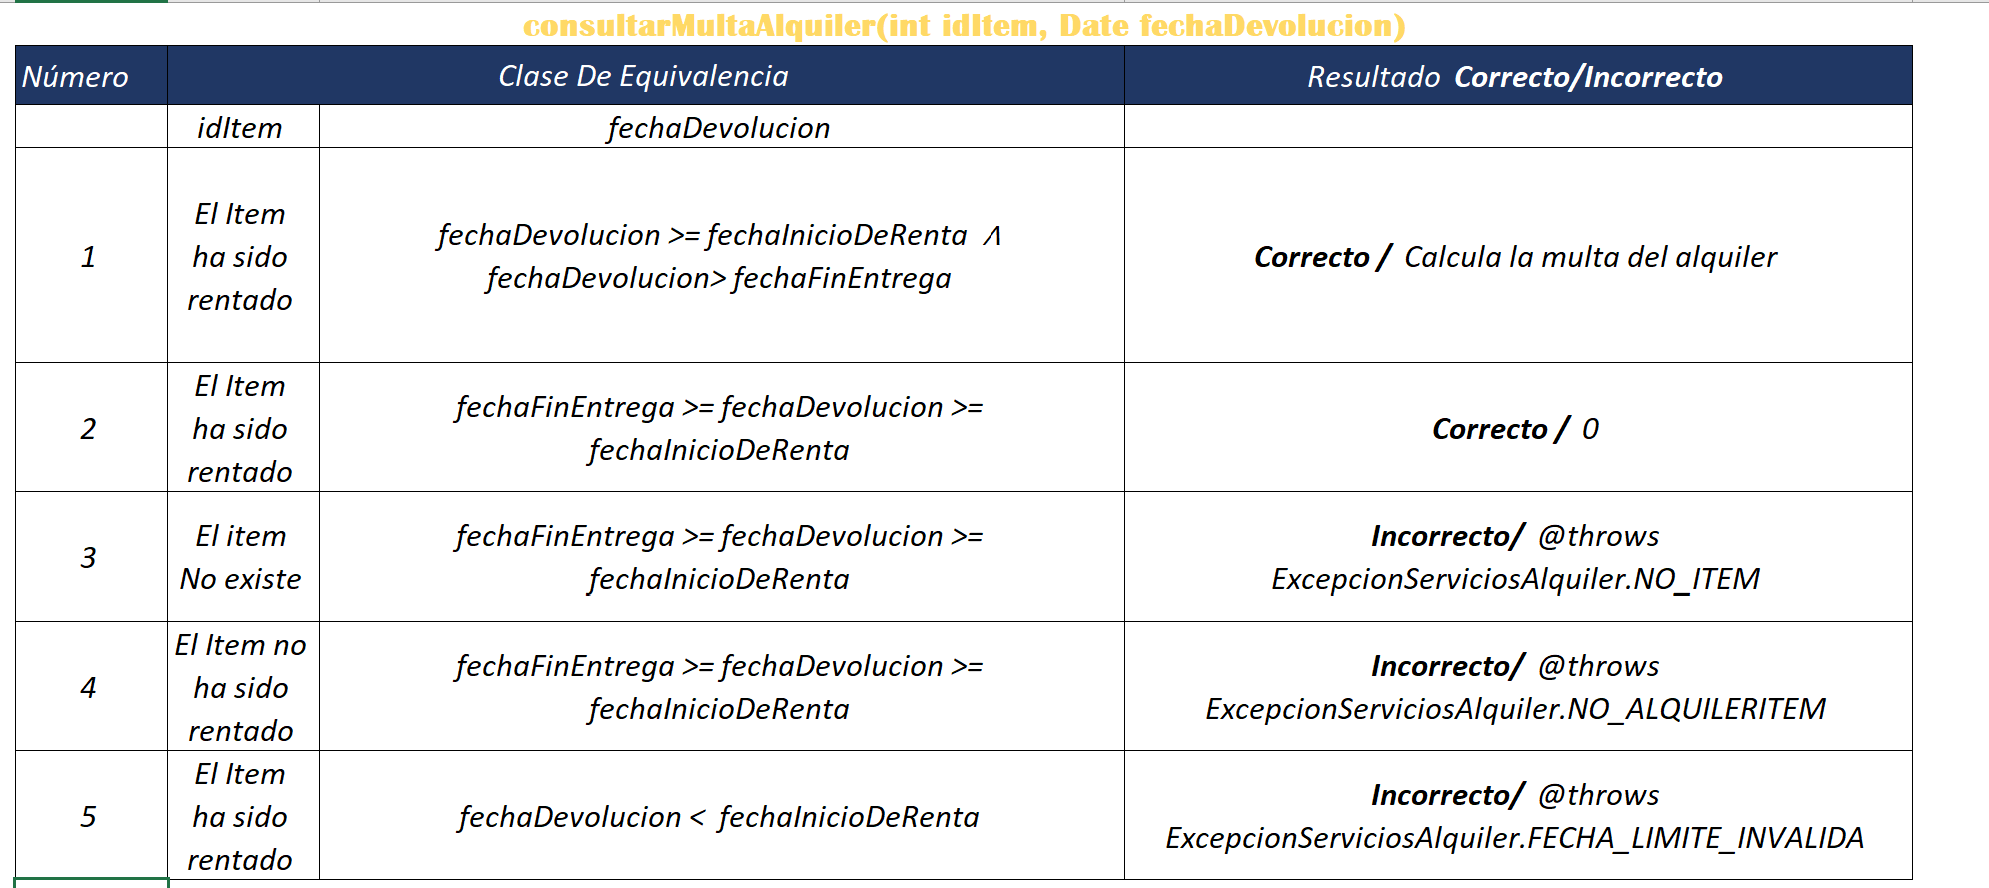 consultarMultaAlquiler(int idItem, Date fechaDevolucion)
Número
Clase De Equivalencia
Resultado Correcto/Incorrecto
idItem
fechaDevolucion
1
El Item
ha sido
rentado
fechaDevolucion >= fechaInicioDeRenta Λ
fechaDevolucion> fechaFinEntrega
Correcto / Calcula la multa del alquiler
2
El Item
ha sido
rentado
fechaFinEntrega >= fechaDevolucion >=
fechaInicioDeRenta
Correcto / 0
3
El item
No existe
fechaFinEntrega >= fechaDevolucion >=
fechaInicioDeRenta
Incorrecto/ @throws
ExcepcionServiciosAlquiler.NO_ITEM
4
El Item no
ha sido
rentado
fechaFinEntrega >= fechaDevolucion >=
fechaInicioDeRenta
Incorrecto/ @throws
ExcepcionServiciosAlquiler.NO_ALQUILERITEM
5
El Item
ha sido
rentado
fechaDevolucion < fechaInicioDeRenta
Incorrecto/ @throws
ExcepcionServiciosAlquiler.FECHA_LIMITE_INVALIDA